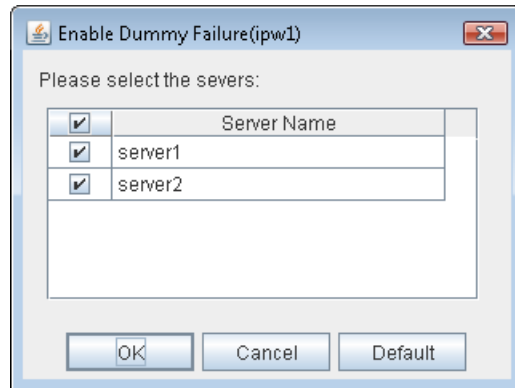 Enable Dummy Failure(ipw1)
Please select the severs:
Server Name
server1
server2
OK Cancel Default